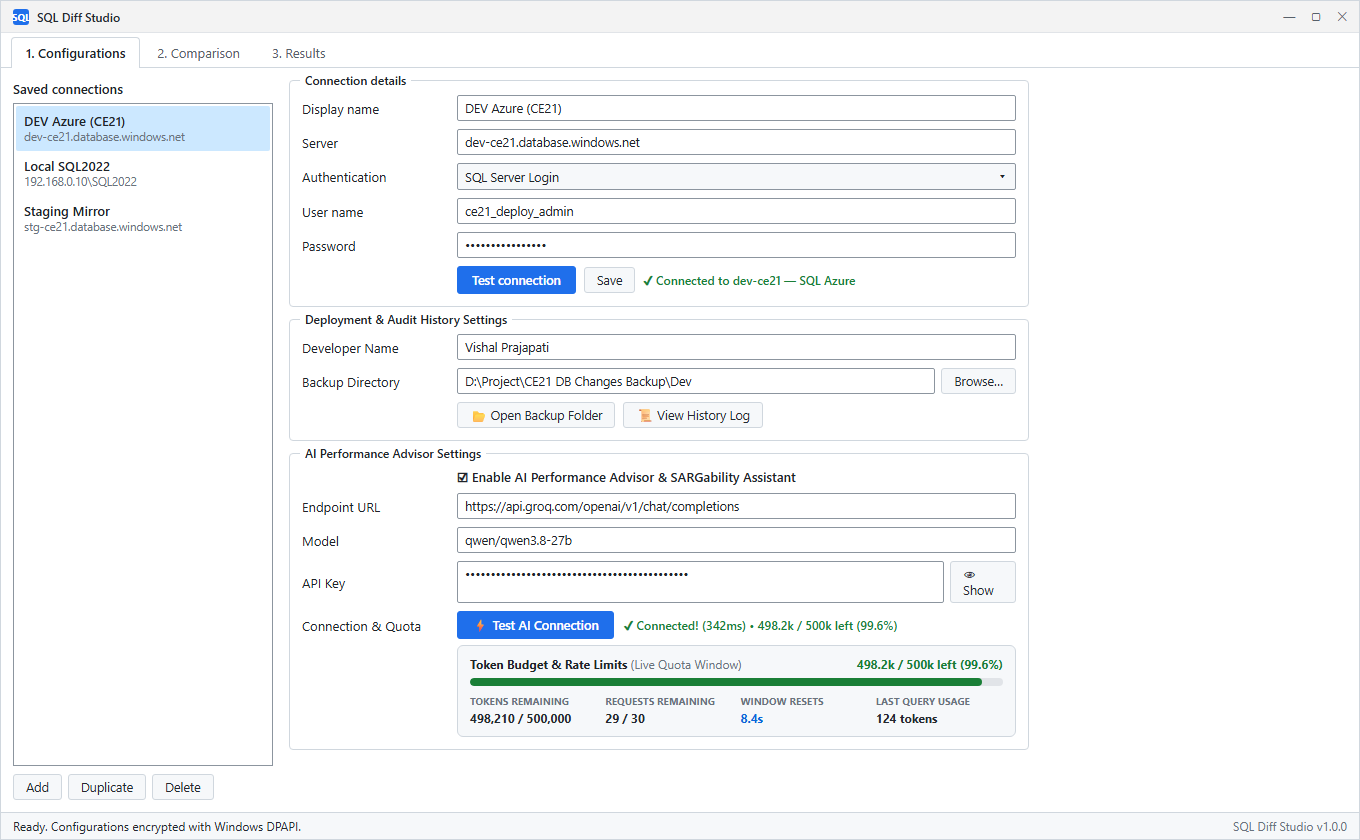 SQL SQL Diff Studio
1. Configurations 2. Comparison 3. Results
Saved connections
DEV Azure (CE21)
dev-ce21.database.windows.net
Local SQL2022
192.168.0.10\SQL2022
Staging Mirror
stg-ce21.database.windows.net
Add Duplicate Delete
Connection details
Display name DEV Azure (CE21)
Server dev-ce21.database.windows.net
Authentication SQL Server Login
User name ce21_deploy_admin
Password ••••••••••••••••
Test connection Save ✔ Connected to dev-ce21 — SQL Azure
Deployment & Audit History Settings
Developer Name Vishal Prajapati
Backup Directory D:\Project\CE21 DB Changes Backup\Dev Browse...
📁 Open Backup Folder 📜 View History Log
AI Performance Advisor Settings
☑ Enable AI Performance Advisor & SARGability Assistant
Endpoint URL https://api.groq.com/openai/v1/chat/completions
Model qwen/qwen3.8-27b
API Key ••••••••••••••••••••••••••••••••••••••••••••
👁 Show
Connection & Quota ⚡ Test AI Connection ✔ Connected! (342ms) • 498.2k / 500k left (99.6%)
Token Budget & Rate Limits (Live Quota Window) 498.2k / 500k left (99.6%)
TOKENS REMAINING REQUESTS REMAINING WINDOW RESETS LAST QUERY USAGE
498,210 / 500,000 29 / 30 8.4s 124 tokens
Ready. Configurations encrypted with Windows DPAPI. SQL Diff Studio v1.0.0